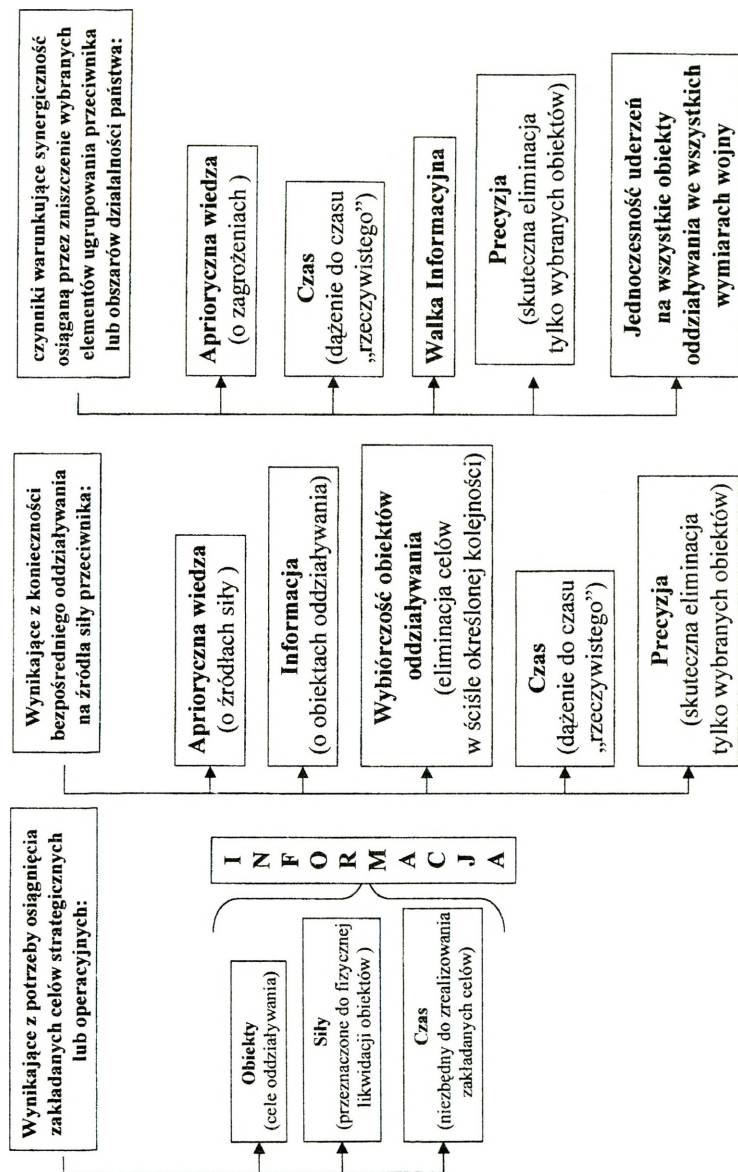 Wynikające z potrzeby osiągnięcia
zakładanych celów strategicznych
lub operacyjnych:
Obiekty
(cele oddziaływania)
Siły
(przeznaczone do fizycznej
likwidacji obiektów )
Czas
(niezbędny do zrealizowania
zakładanych celów)
I
N
F
O
R
M
A
C
J
A
Wynikające z konieczności
bezpośredniego oddziaływania
na źródła siły przeciwnika:
Aprioryczna wiedza
(o źródłach siły )
Informacja
(o obiektach oddziaływania)
Wybiórczość obiektów
oddziaływania
(eliminacja celów
w ściśle określonej kolejności)
Czas
(dążenie do czasu
„rzeczywistego”)
Precyzja
(skuteczna eliminacja
tylko wybranych obiektów)
czynniki warunkujące synergiczność
osiąganą przez zniszczenie wybranych
elementów ugrupowania przeciwnika
lub obszarów działalności państwa:
Aprioryczna wiedza
(o zagrożeniach )
Czas
(dążenie do czasu
„rzeczywistego”)
Walka Informacyjna
Precyzja
(skuteczna eliminacja
tylko wybranych obiektów)
Jednoczesność uderzeń
na wszystkie obiekty
oddziaływania we wszystkich
wymiarach wojny